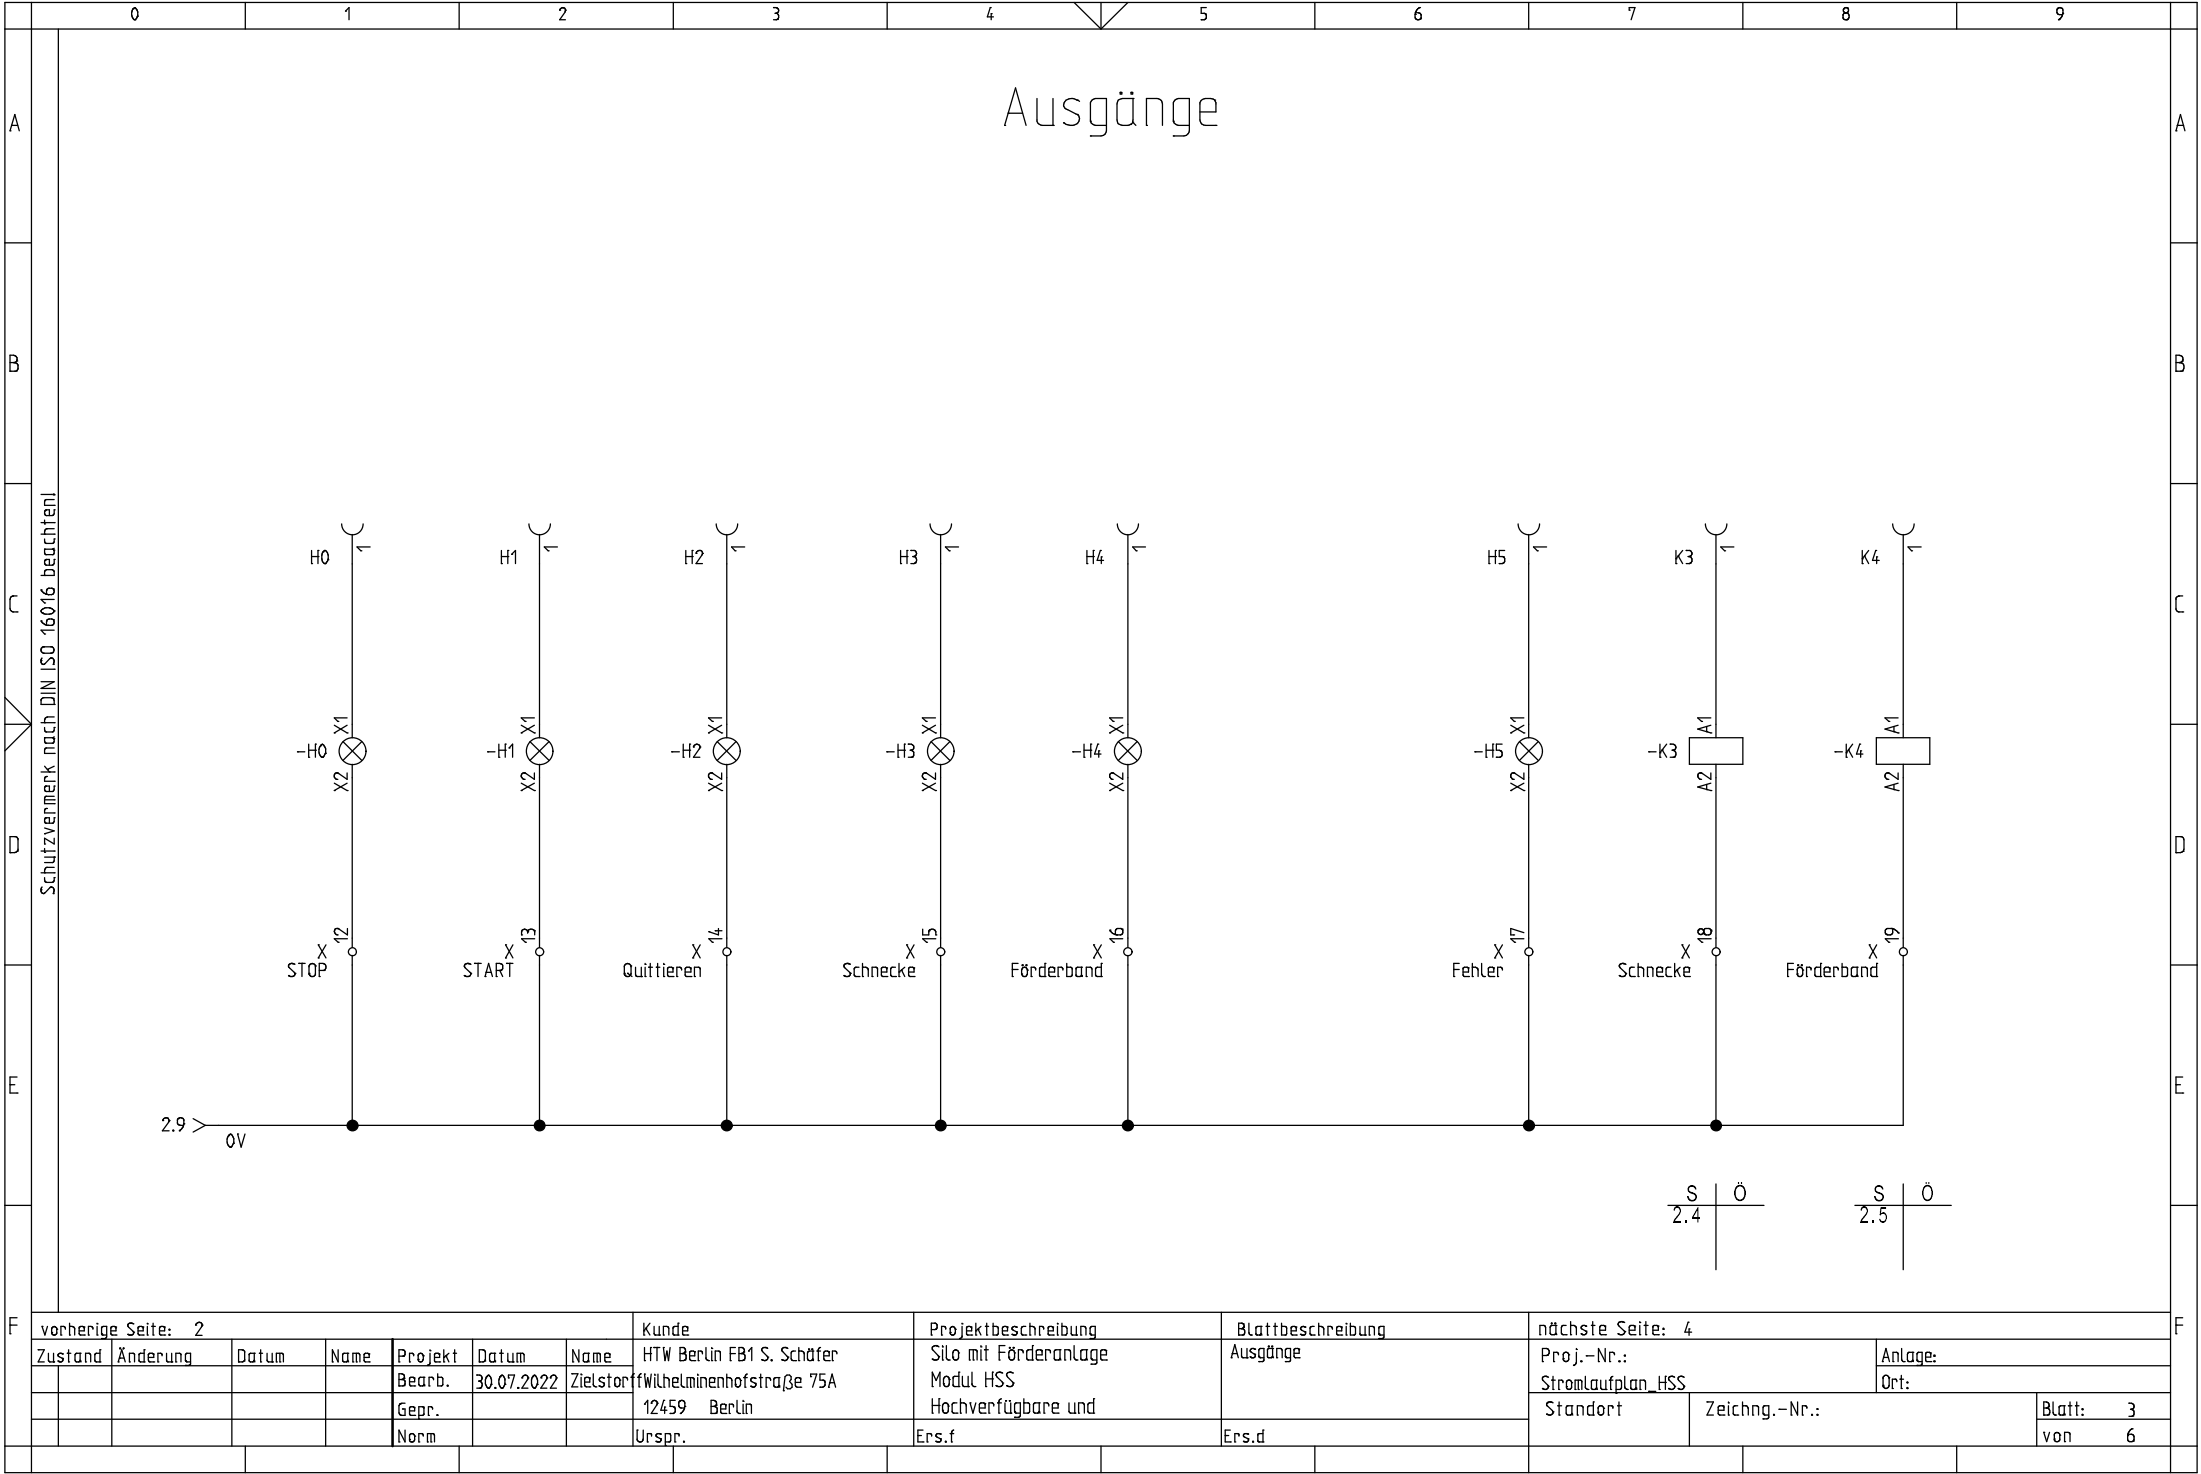 0 1 2 3 4 5 6 7 8 9
Ausgänge
A A
B B
C C
D D
E E
F F
Schutzvermerk nach DIN ISO 16016 beachten!
H0 1 H1 1 H2 1 H3 1 H4 1 H5 1 K3 1 K4 1
X1 X1 X1 X1 X1 X1 A1 A1
-H0 -H1 -H2 -H3 -H4 -H5 -K3 -K4
X2 X2 X2 X2 X2 X2 A2 A2
X 12 X 13 X 14 X 15 X 16 X 17 X 18 X 19
STOP START Quittieren Schnecke Förderband Fehler Schnecke Förderband
2.9
0V
S Ö S Ö
2.4 2.5
vorherige Seite: 2 Kunde Projektbeschreibung Blattbeschreibung nächste Seite: 4
Zustand Änderung Datum Name Projekt Datum Name HTW Berlin FB1 S. Schäfer Silo mit Förderanlage Ausgänge Proj.-Nr.: Anlage:
Bearb. 30.07.2022 Zielstorff Wilhelminenhofstraße 75A Modul HSS Stromlaufplan_HSS Ort:
Gepr. 12459 Berlin Hochverfügbare und Standort Zeichng.-Nr.: Blatt: 3
Norm Urspr. Ers.f Ers.d von 6